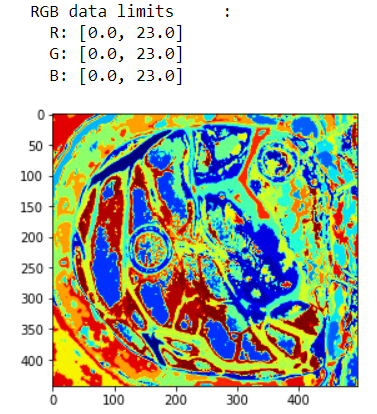 RGB data limits :
R: [0.0, 23.0]
G: [0.0, 23.0]
B: [0.0, 23.0]
0
50
100
150
200
250
300
350
400
0 100 200 300 400